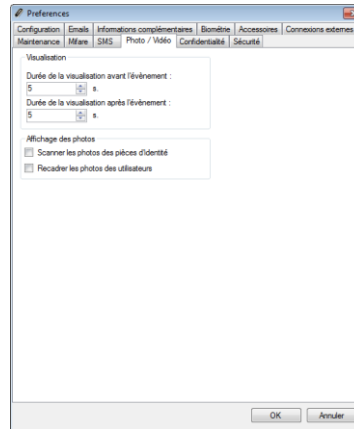 Preferences
Configuration Emails Informations complémentaires Biométrie Accessoires Connexions externes
Maintenance Mifare SMS Photo / Vidéo Confidentialité Sécurité
Visualisation
Durée de la visualisation avant l'évènement :
5 s.
Durée de la visualisation après l'évènement :
5 s.
Affichage des photos
Scanner les photos des pièces d'identité
Recadrer les photos des utilisateurs
OK Annuler